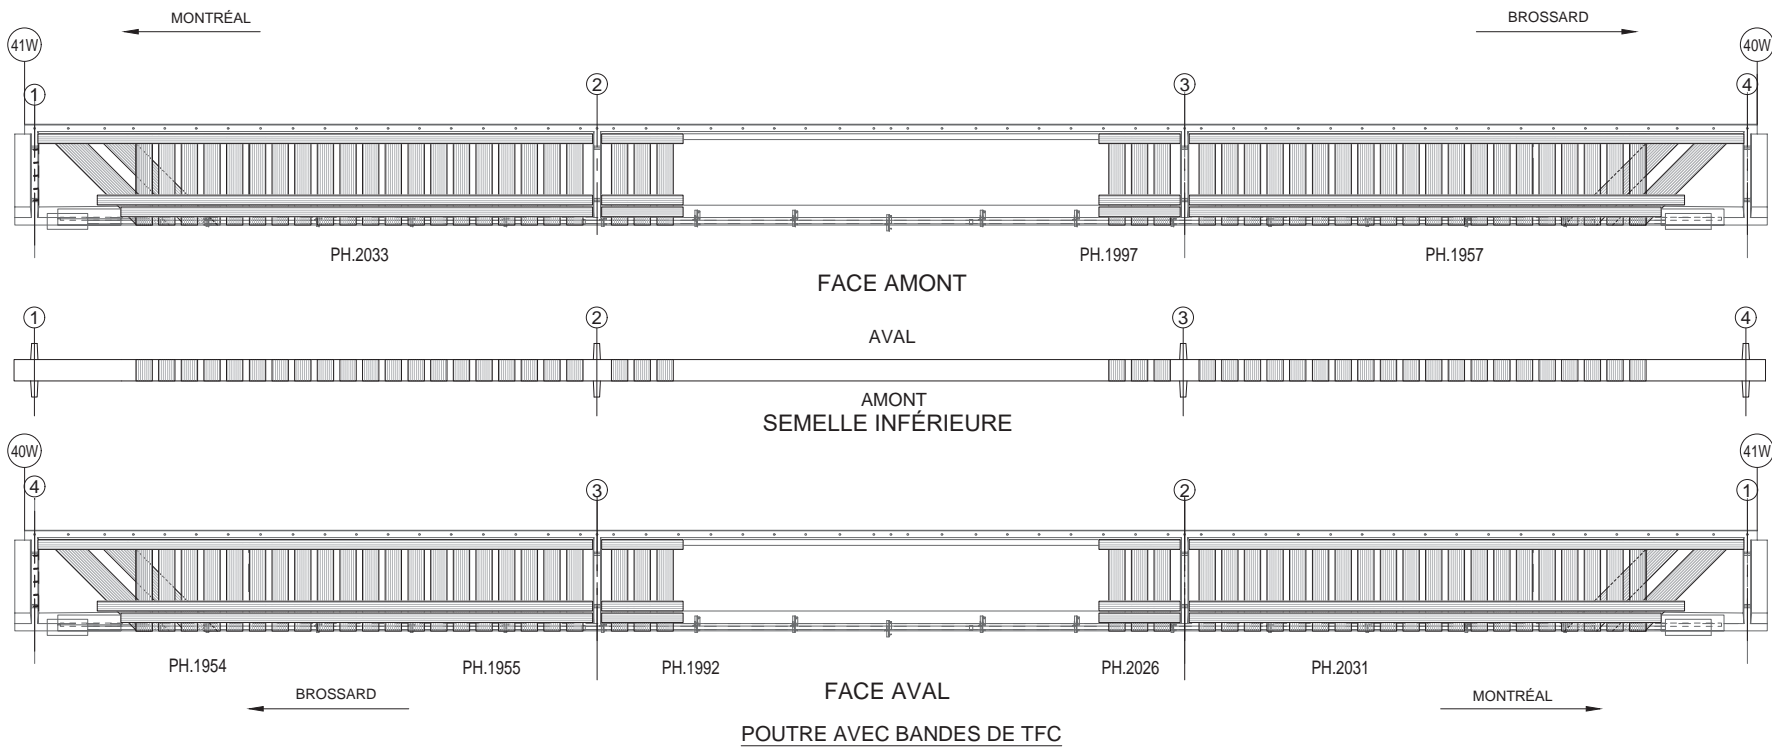 MONTRÉAL
BROSSARD
41W
40W
1
2
3
4
PH.2033
PH.1997
PH.1957
FACE AMONT
1
2
3
4
AVAL
AMONT
SEMELLE INFÉRIEURE
40W
41W
4
3
2
1
PH.1954
PH.1955
PH.1992
PH.2026
PH.2031
FACE AVAL
BROSSARD
MONTRÉAL
POUTRE AVEC BANDES DE TFC